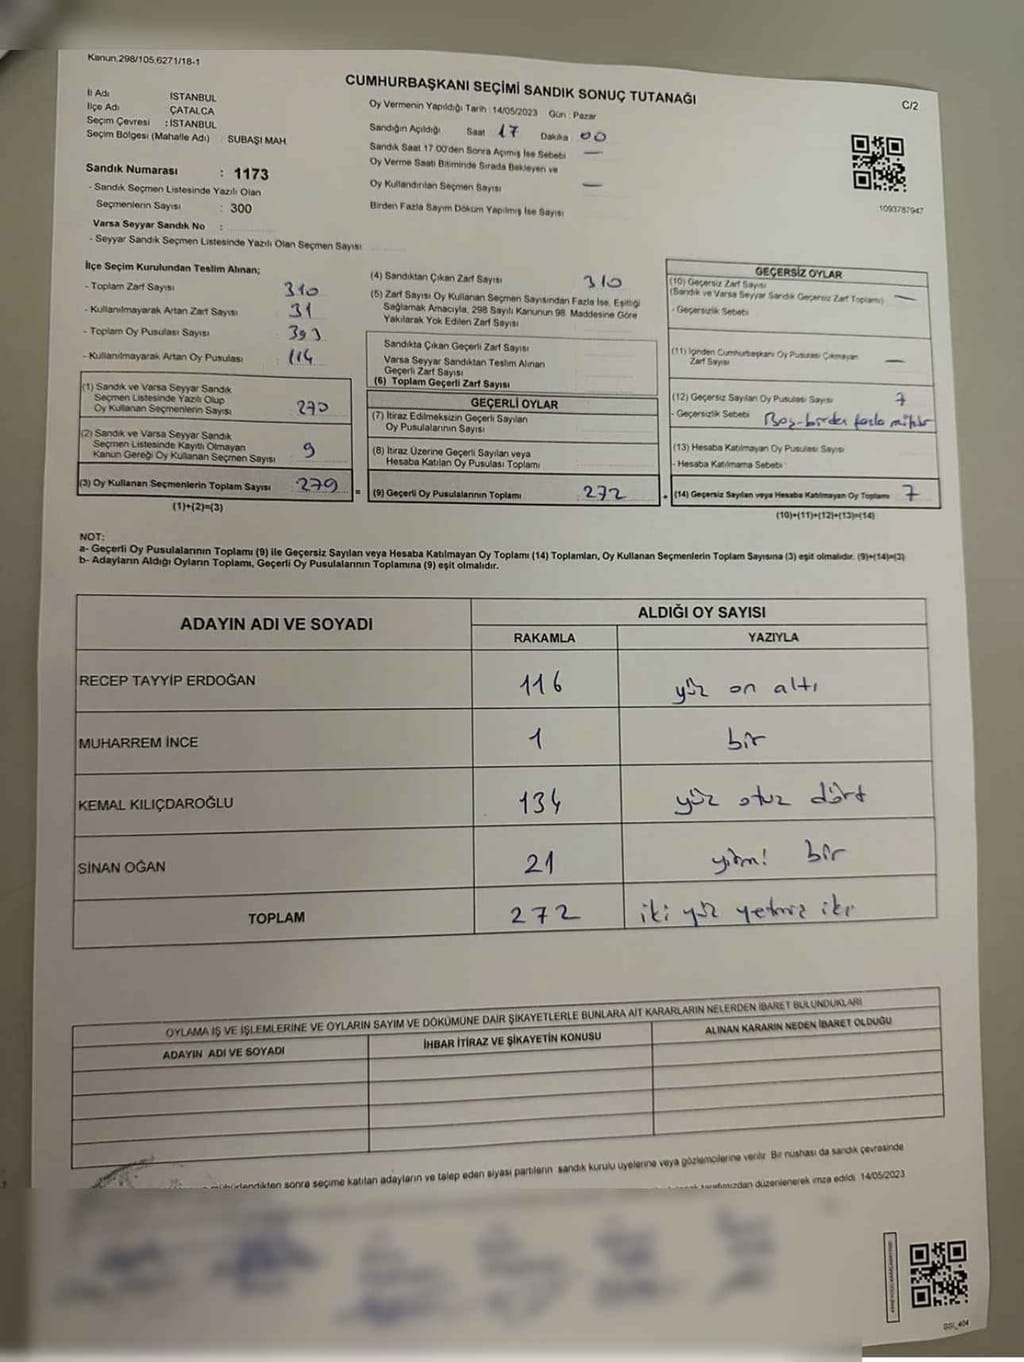 Kanun.298/105,6271/18-1
CUMHURBAŞKANI SEÇİMİ SANDIK SONUÇ TUTANAĞI
C/2
İl Adı İSTANBUL
İlçe Adı ÇATALCA
Seçim Çevresi : İSTANBUL
Seçim Bölgesi (Mahalle Adı) SUBAŞI MAH
Oy Vermenin Yapıldığı Tarih : 14/05/2023 Gün : Pazar
Sandığın Açıldığı Saat 17 Dakika 00
Sandık Saat 17.00'den Sonra Açımış İse Sebebi —
Oy Verme Saati Bitiminde Sırada Bekleyen ve
Oy Kullandırılan Seçmen Sayısı —
Birden Fazla Sayım Döküm Yapılmış İse Sayısı
1093787947
Sandık Numarası : 1173
- Sandık Seçmen Listesinde Yazılı Olan
Seçmenlerin Sayısı : 300
Varsa Seyyar Sandık No :
- Seyyar Sandık Seçmen Listesinde Yazılı Olan Seçmen Sayısı
İlçe Seçim Kurulundan Teslim Alınan;
- Toplam Zarf Sayısı 310
- Kullanılmayarak Artan Zarf Sayısı 31
- Toplam Oy Pusulası Sayısı 393
- Kullanılmayarak Artan Oy Pusulası 114
(1) Sandık ve Varsa Seyyar Sandık
Seçmen Listesinde Yazılı Olup
Oy Kullanan Seçmenlerin Sayısı 270
(2) Sandık ve Varsa Seyyar Sandık
Seçmen Listesinde Kayıtlı Olmayan
Kanun Gereği Oy Kullanan Seçmen Sayısı 9
(3) Oy Kullanan Seçmenlerin Toplam Sayısı 279 =
(1)+(2)=(3)
(4) Sandıktan Çıkan Zarf Sayısı 310
(5) Zarf Sayısı Oy Kullanan Seçmen Sayısından Fazla İse, Eşitliği
Sağlamak Amacıyla, 298 Sayılı Kanunun 98. Maddesine Göre
Yakılarak Yok Edilen Zarf Sayısı
Sandıkta Çıkan Geçerli Zarf Sayısı
Varsa Seyyar Sandıktan Teslim Alınan
Geçerli Zarf Sayısı
(6) Toplam Geçerli Zarf Sayısı
GEÇERLİ OYLAR
(7) İtiraz Edilmeksizin Geçerli Sayılan
Oy Pusulalarının Sayısı
(8) İtiraz Üzerine Geçerli Sayılan veya
Hesaba Katılan Oy Pusulası Toplamı
(9) Geçerli Oy Pusulalarının Toplamı 272 +
GEÇERSİZ OYLAR
(10) Geçersiz Zarf Sayısı
(Sandık ve Varsa Seyyar Sandık Geçersiz Zarf Toplamı) —
- Geçersizlik Sebebi
(11) İçinden Cumhurbaşkanı Oy Pusulası Çıkmayan
Zarf Sayısı —
(12) Geçersiz Sayılan Oy Pusulası Sayısı 7
- Geçersizlik Sebebi Boş-birden fazla mühür
(13) Hesaba Katılmayan Oy Pusulası Sayısı
- Hesaba Katılmama Sebebi
(14) Geçersiz Sayılan veya Hesaba Katılmayan Oy Toplamı 7
(10)+(11)+(12)+(13)=(14)
NOT:
a- Geçerli Oy Pusulalarının Toplamı (9) ile Geçersiz Sayılan veya Hesaba Katılmayan Oy Toplamı (14) Toplamları, Oy Kullanan Seçmenlerin Toplam Sayısına (3) eşit olmalıdır. (9)+(14)=(3)
b- Adayların Aldığı Oyların Toplamı, Geçerli Oy Pusulalarının Toplamına (9) eşit olmalıdır.
ADAYIN ADI VE SOYADI ALDIĞI OY SAYISI
RAKAMLA YAZIYLA
RECEP TAYYİP ERDOĞAN 116 yüz on altı
MUHARREM İNCE 1 bir
KEMAL KILIÇDAROĞLU 134 yüz otuz dört
SİNAN OĞAN 21 yirmi bir
TOPLAM 272 iki yüz yetmiş iki
OYLAMA İŞ VE İŞLEMLERİNE VE OYLARIN SAYIM VE DÖKÜMÜNE DAİR ŞİKAYETLERLE BUNLARA AİT KARARLARIN NELERDEN İBARET BULUNDUKLARI
ADAYIN ADI VE SOYADI İHBAR İTİRAZ VE ŞİKAYETİN KONUSU ALINAN KARARIN NEDEN İBARET OLDUĞU
sonra seçime katılan adayların ve talep eden siyasi partilerin sandık kurulu üyelerine veya gözlemcilerine verilir. Bir nüshası da sandık çevresinde
tarafımızdan düzenlenerek imza edildi. 14/05/2023